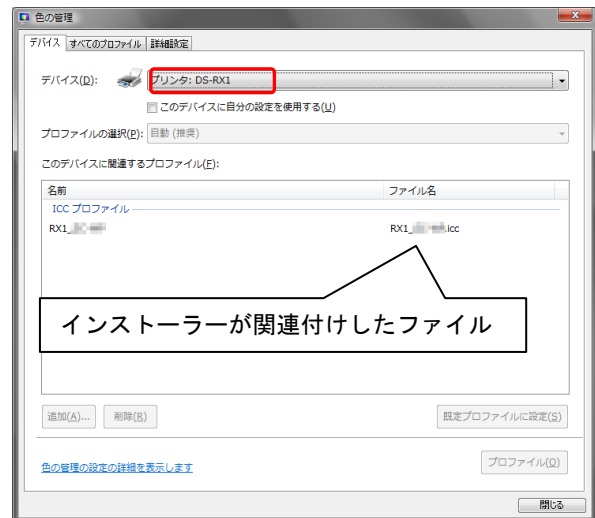 色の管理
デバイス すべてのプロファイル 詳細設定
デバイス(D): プリンタ: DS-RX1
このデバイスに自分の設定を使用する(U)
プロファイルの選択(P): 自動 (推奨)
このデバイスに関連するプロファイル(F):
名前 ファイル名
ICC プロファイル
RX1_ RX1_ .icc
インストーラーが関連付けしたファイル
追加(A)... 削除(R) 既定プロファイルに設定(S)
色の管理の設定の詳細を表示します プロファイル(O)
閉じる